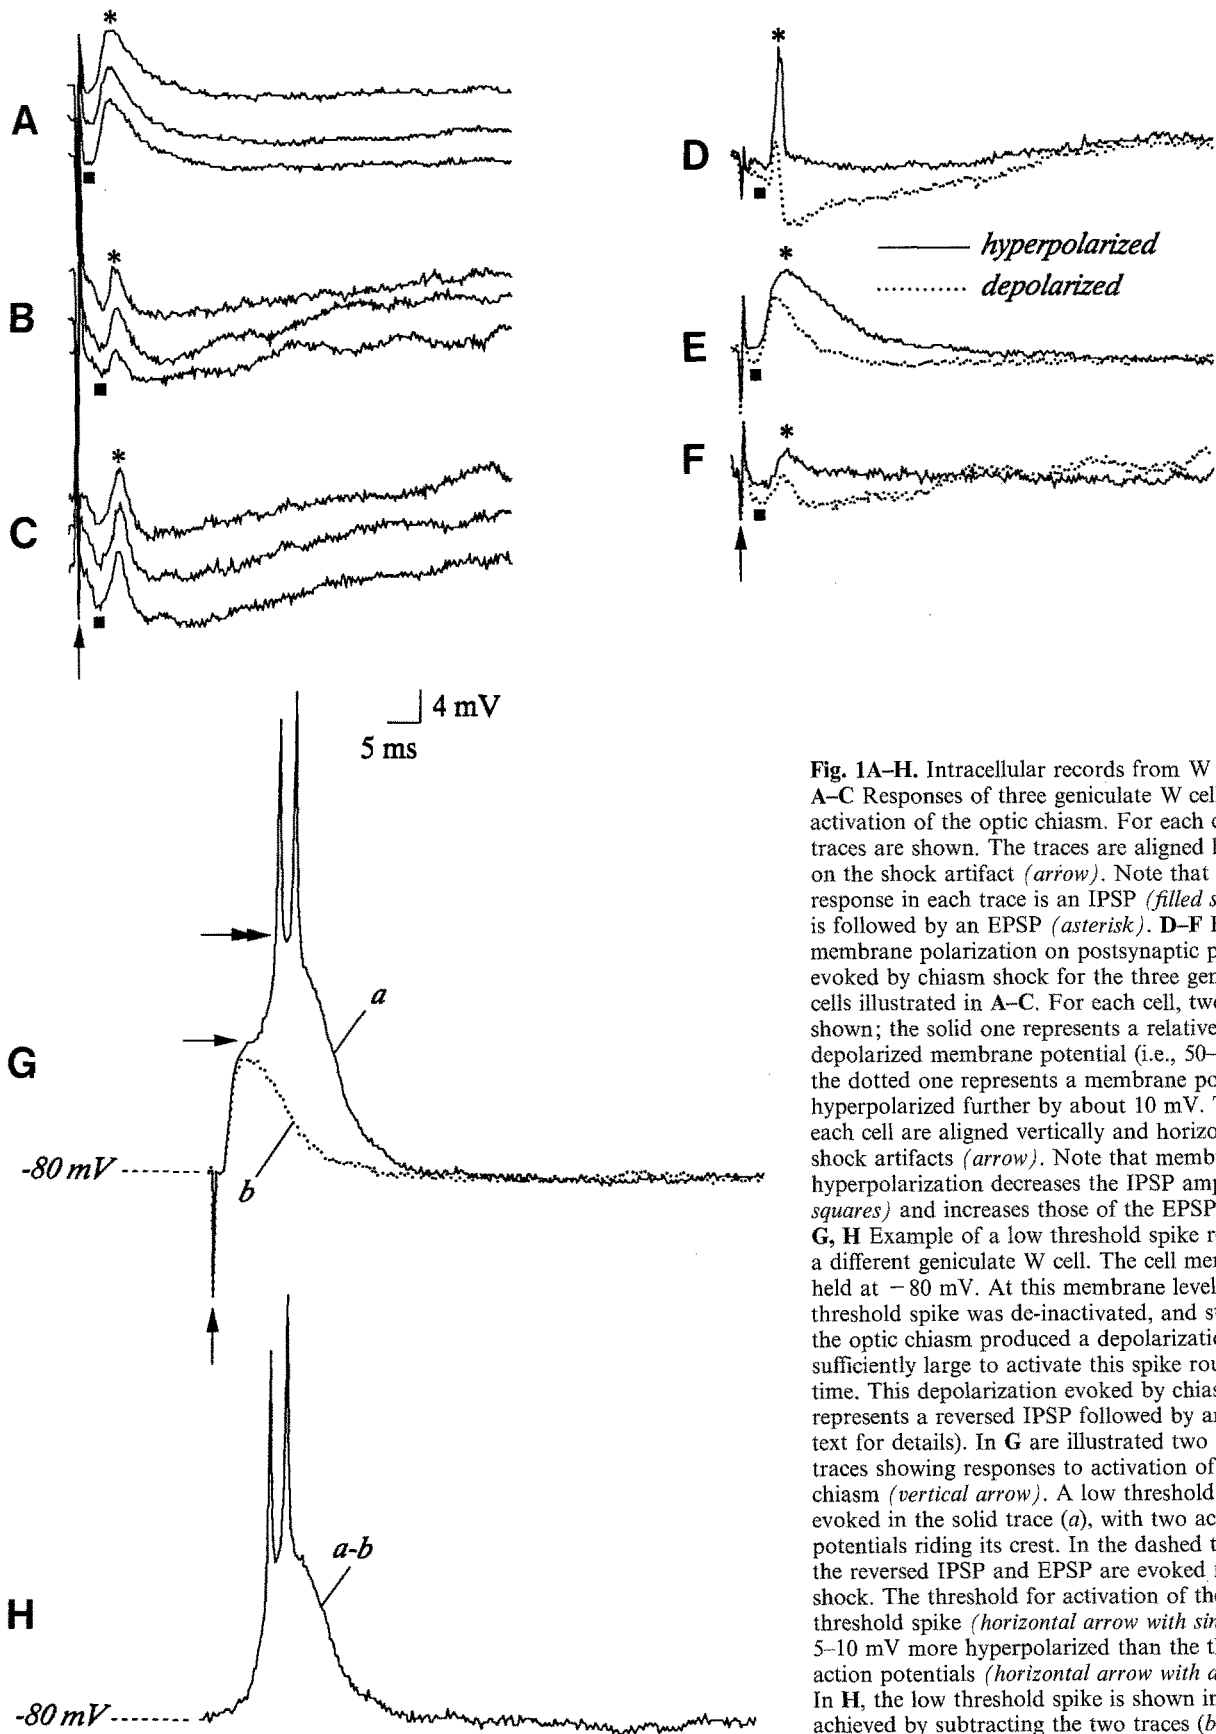 *
A
*
B
*
C
*
D
hyperpolarized
depolarized
*
E
*
F
4 mV
5 ms
a
G
-80 mV
b
a-b
H
-80 mV
Fig. 1A–H. Intracellular records from W
A–C Responses of three geniculate W cel
activation of the optic chiasm. For each
traces are shown. The traces are aligned
on the shock artifact (arrow). Note that
response in each trace is an IPSP (filled s
is followed by an EPSP (asterisk). D–F
membrane polarization on postsynaptic p
evoked by chiasm shock for the three gen
cells illustrated in A–C. For each cell, two
shown; the solid one represents a relative
depolarized membrane potential (i.e., 50–
the dotted one represents a membrane po
hyperpolarized further by about 10 mV. T
each cell are aligned vertically and horizo
shock artifacts (arrow). Note that memb
hyperpolarization decreases the IPSP amp
squares) and increases those of the EPSP
G, H Example of a low threshold spike r
a different geniculate W cell. The cell mer
held at −80 mV. At this membrane level
threshold spike was de-inactivated, and s
the optic chiasm produced a depolarizatio
sufficiently large to activate this spike rou
time. This depolarization evoked by chias
represents a reversed IPSP followed by a
text for details). In G are illustrated two
traces showing responses to activation of
chiasm (vertical arrow). A low threshold
evoked in the solid trace (a), with two ac
potentials riding its crest. In the dashed t
the reversed IPSP and EPSP are evoked
shock. The threshold for activation of the
threshold spike (horizontal arrow with sin
5–10 mV more hyperpolarized than the t
action potentials (horizontal arrow with d
In H, the low threshold spike is shown in
achieved by subtracting the two traces (b